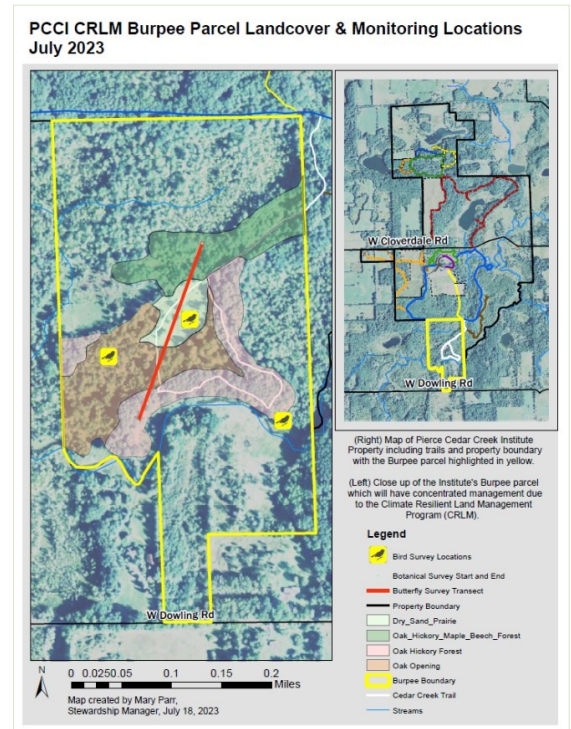 PCCI CRLM Burpee Parcel Landcover & Monitoring Locations
July 2023
W Dowling Rd
N
0 0.0250.05 0.1 0.15 0.2
Miles
Map created by Mary Parr,
Stewardship Manager, July 18, 2023
W Cloverdale Rd
W Dowling Rd
(Right) Map of Pierce Cedar Creek Institute
Property including trails and property boundary
with the Burpee parcel highlighted in yellow.
(Left) Close up of the Institute's Burpee parcel
which will have concentrated management due
to the Climate Resilient Land Management
Program (CRLM).
Legend
Bird Survey Locations
Botanical Survey Start and End
Butterfly Survey Transect
Property Boundary
Dry_Sand_Prairie
Oak_Hickory_Maple_Beech_Forest
Oak Hickory Forest
Oak Opening
Burpee Boundary
Cedar Creek Trail
Streams